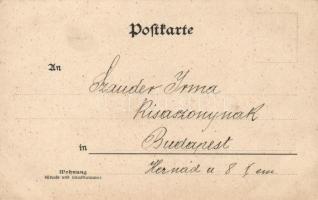 Postkarte
An Szauder Irma
Kisasszonynak
in Budapest
Wohnung
(Straße und Hausnummer)
Hernád u 8 f em.